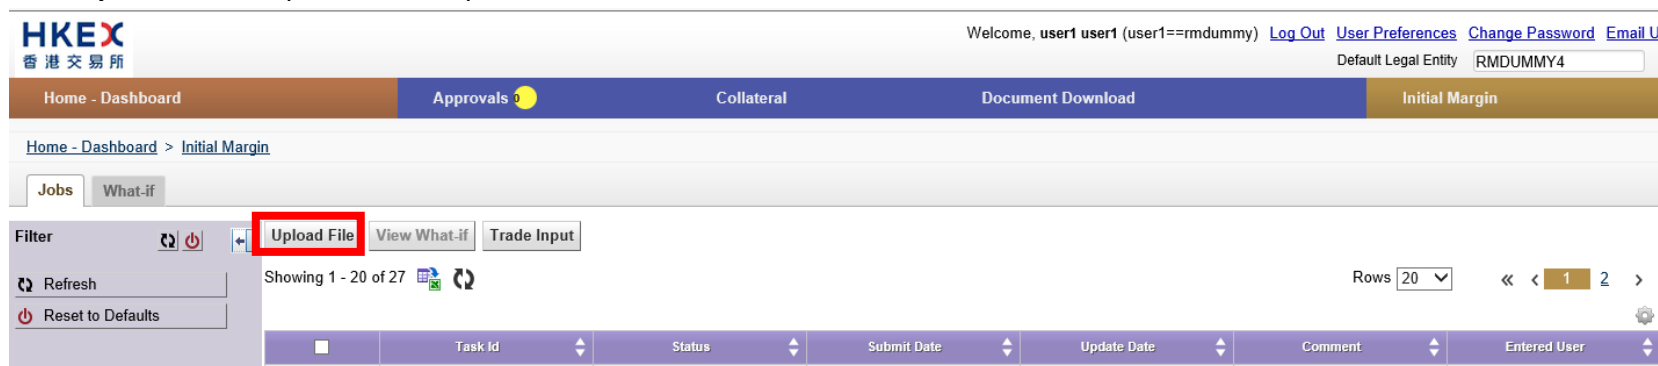 HKEX
香港交易所
Welcome, user1 user1 (user1==rmdummy) Log Out User Preferences Change Password Email U
Default Legal Entity RMDUMMY4
Home - Dashboard Approvals 0 Collateral Document Download Initial Margin
Home - Dashboard > Initial Margin
Jobs What-if
Filter
Upload File View What-if Trade Input
Refresh
Showing 1 - 20 of 27
Rows 20 « < 1 2 >
Reset to Defaults
Task Id Status Submit Date Update Date Comment Entered User